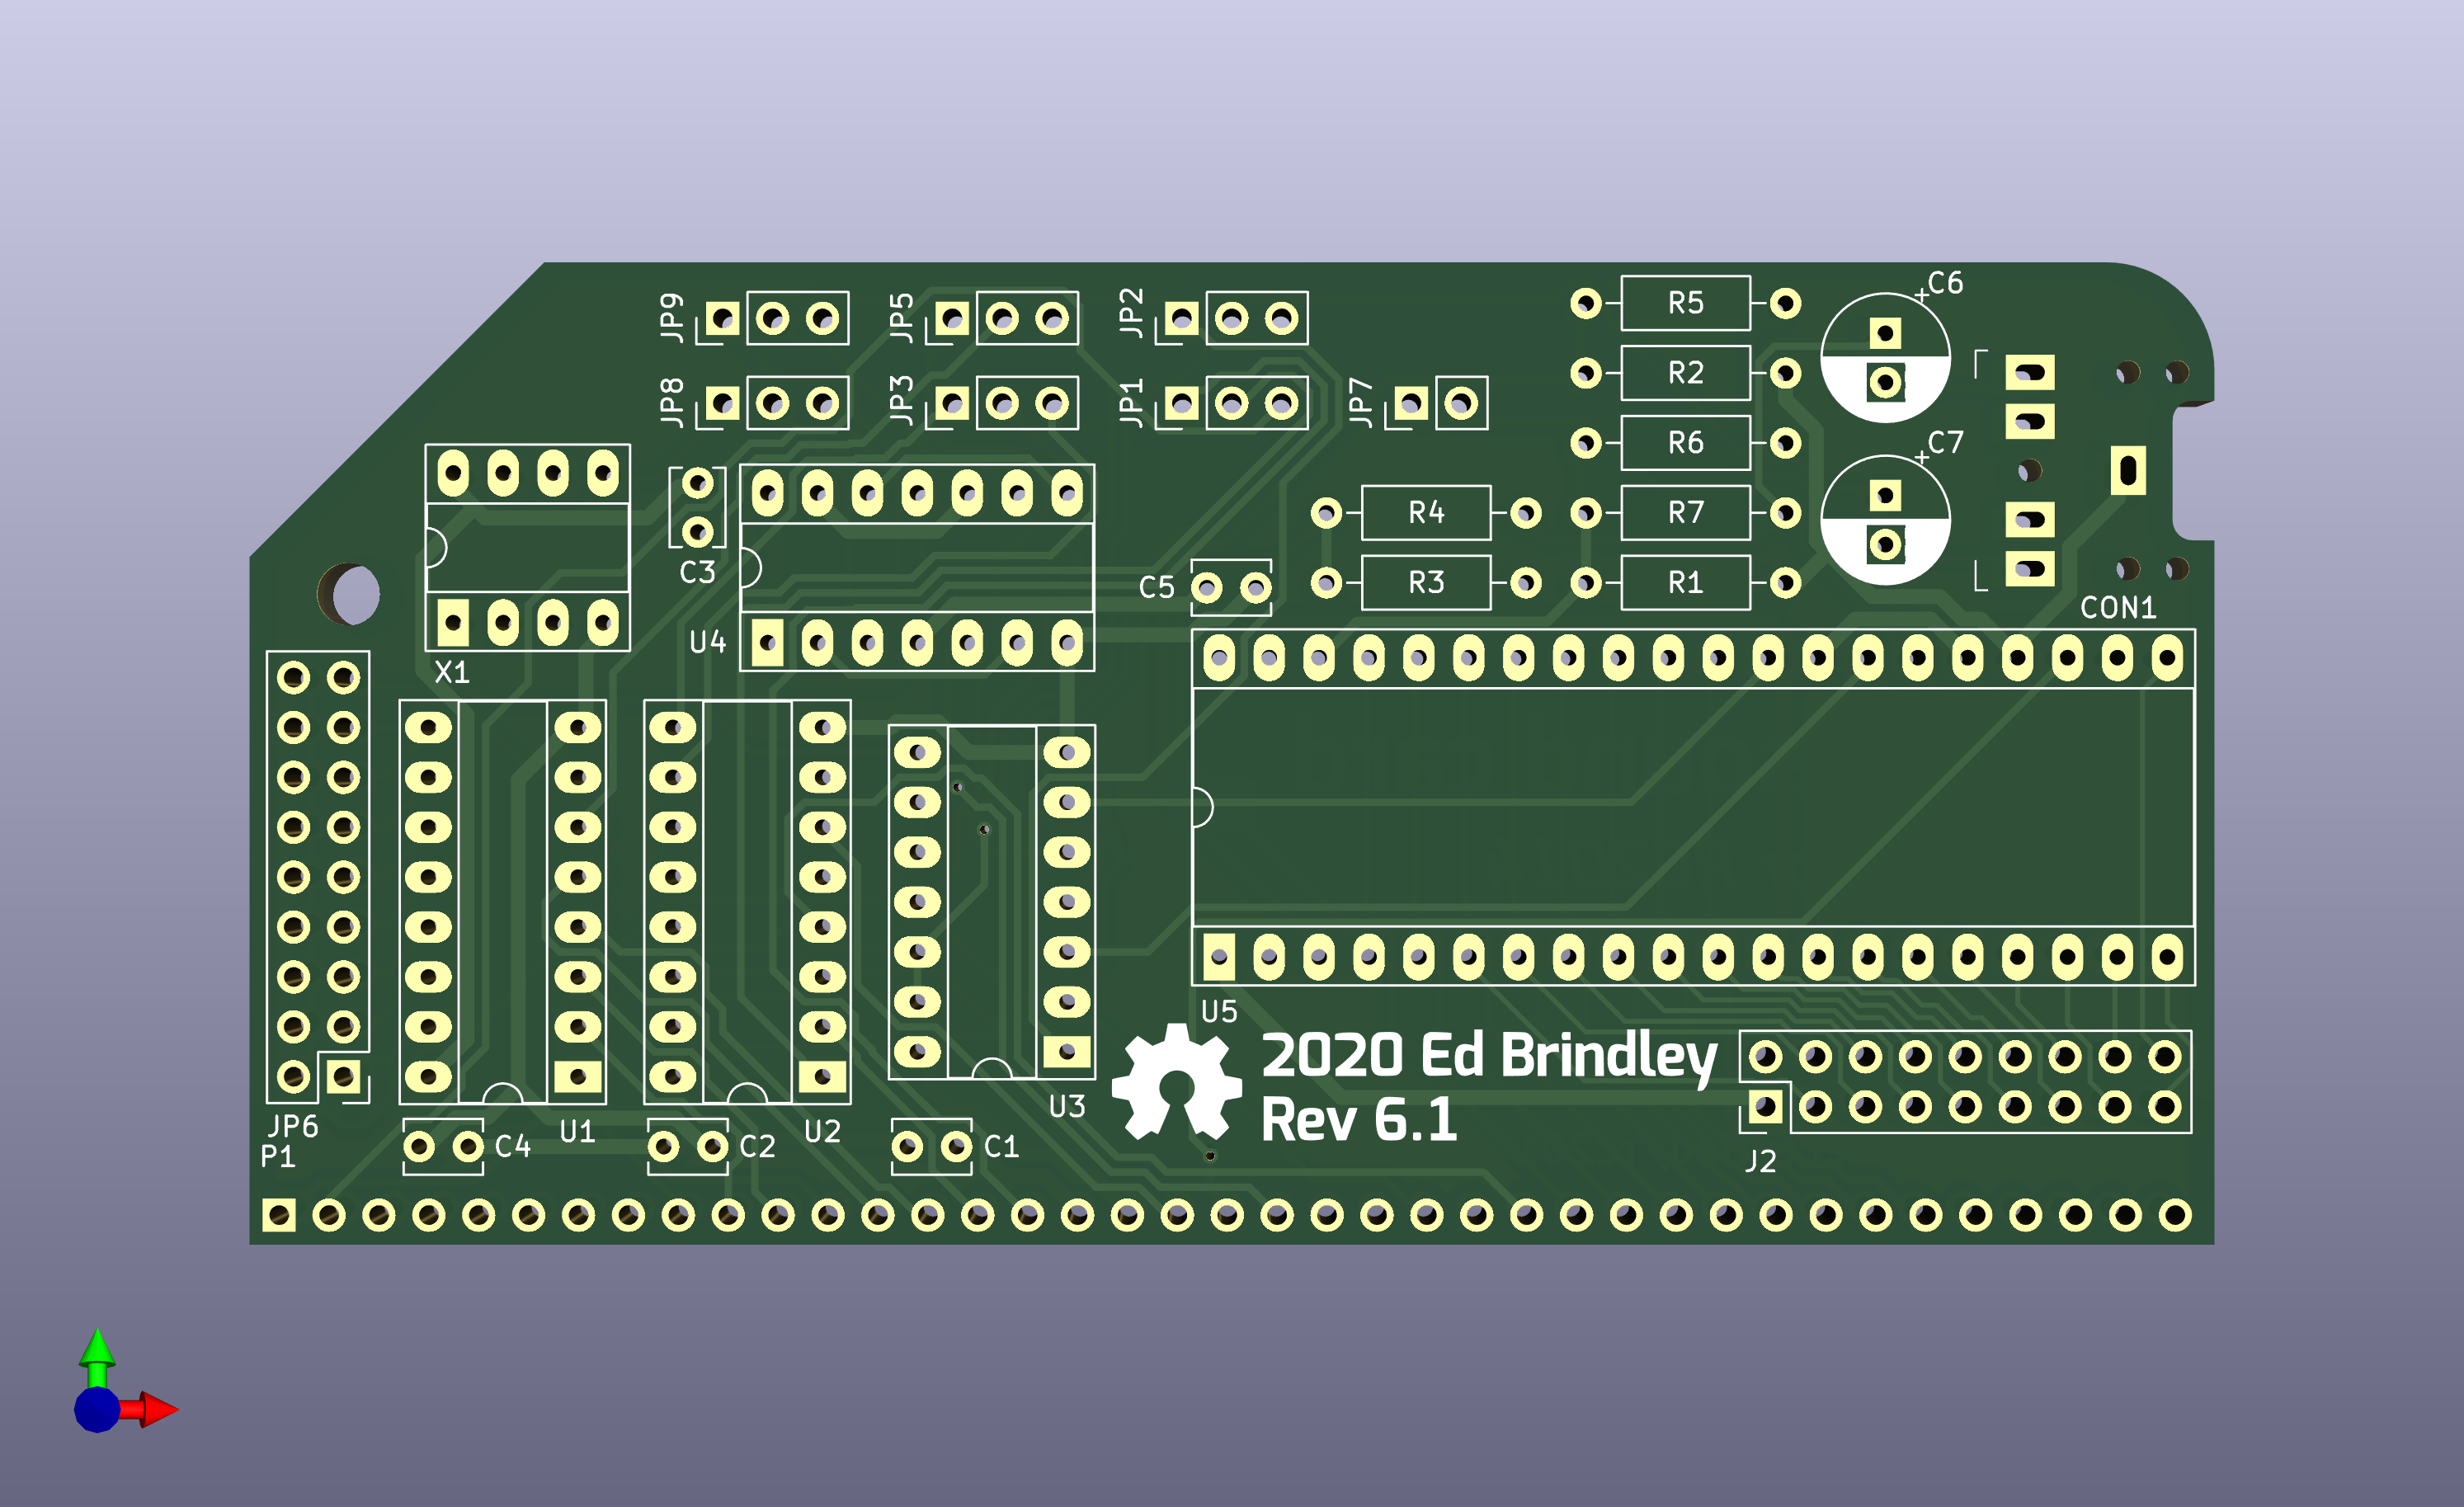 JP9
JP5
JP2
R5
C6
JP8
JP3
JP1
JP7
R2
R6
C7
R4
R7
C3
C5
R3
R1
CON1
U4
X1
U5
2020 Ed Brindley
Rev 6.1
JP6
P1
C4
U1
C2
U2
C1
U3
J2
+
+